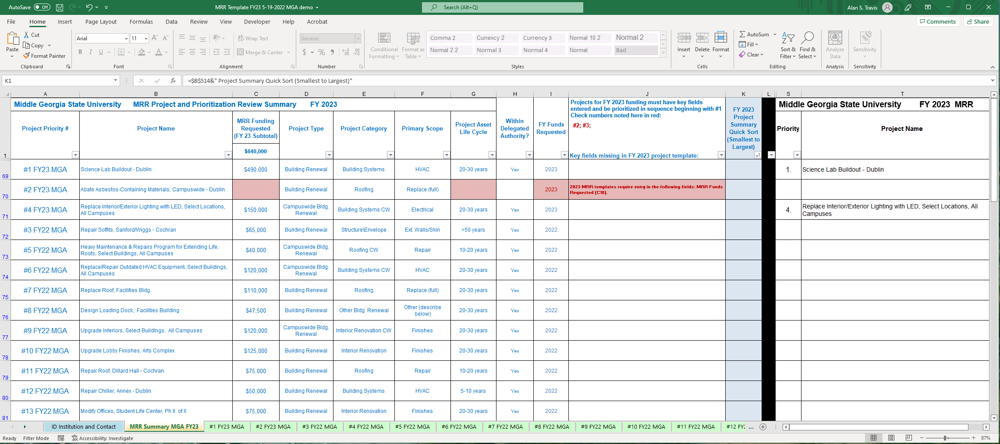 AutoSave Off MRR Template FY23 5-19-2022 MGA demo Search (Alt+Q) Alan S. Travis
File Home Insert Page Layout Formulas Data Review View Developer Help Acrobat Comments Share
Paste Cut Copy Format Painter Clipboard
Arial 11 B I U Font
Wrap Text Merge & Center Alignment
General $ % Number
Conditional Formatting Format as Table
Comma 2 Currency 2 Currency 3 Normal 10 2 Normal 2
Normal 2 2 Normal 3 Normal 4 Normal Bad
Styles
Insert Delete Format Cells
AutoSum Fill Clear Sort & Filter Find & Select Editing
Analyze Data Analysis
Sensitivity Sensitivity
K1 fx =$B$514&" Project Summary Quick Sort (Smallest to Largest)"
A B C D E F G H I J K L S T
Middle Georgia State University MRR Project and Prioritization Review Summary FY 2023
1 Project Priority #
Project Name
MRR Funding Requested (FY 23 Subtotal)
$640,000
Project Type
Project Category
Primary Scope
Project Asset Life Cycle
Within Delegated Authority?
FY Funds Requested
Projects for FY 2023 funding must have key fields
entered and be prioritized in sequence beginning with #1
Check numbers noted here in red:
#2; #3;
Key fields missing in FY 2023 project template:
FY 2023 Project Summary Quick Sort (Smallest to Largest)
Middle Georgia State University FY 2023 MRR
Priority Project Name
69 #1 FY23 MGA Science Lab Buildout - Dublin $490,000 Building Renewal Building Systems HVAC 20-30 years Yes 2023 1. Science Lab Buildout - Dublin
70 #2 FY23 MGA Abate Asbestos-Containing Materials, Campuswide - Dublin Building Renewal Roofing Replace (full) 2023 2023 MRR templates require entry in the following fields: MRR Funds Requested (C18).
71 #4 FY23 MGA Replace Interior/Exterior Lighting with LED, Select Locations, All Campuses $150,000 Campuswide Bldg. Renewal Building Systems CW Electrical 20-30 years Yes 2023 4. Replace Interior/Exterior Lighting with LED, Select Locations, All Campuses
72 #3 FY22 MGA Repair Soffits, Sanford/Wiggs - Cochran $65,000 Building Renewal Structure\Envelope Ext. Walls/Skin >50 years Yes 2022
73 #5 FY22 MGA Heavy Maintenance & Repairs Program for Extending Life, Roofs, Select Buildings, All Campuses $40,000 Campuswide Bldg. Renewal Roofing CW Repair 10-20 years Yes 2022
74 #6 FY22 MGA Replace/Repair Outdated HVAC Equipment, Select Buildings, All Campuses $120,000 Campuswide Bldg. Renewal Building Systems CW HVAC 20-30 years Yes 2022
75 #7 FY22 MGA Replace Roof, Facilities Bldg. $110,000 Building Renewal Roofing Replace (full) 20-30 years Yes 2022
76 #8 FY22 MGA Design Loading Dock, Facilities Building $47,500 Building Renewal Other Bldg. Renewal Other (describe below) 20-30 years Yes 2022
77 #9 FY22 MGA Upgrade Interiors, Select Buildings, All Campuses $120,000 Campuswide Bldg. Renewal Interior Renovation CW Finishes 20-30 years Yes 2022
78 #10 FY22 MGA Upgrade Lobby Finishes, Arts Complex $125,000 Building Renewal Interior Renovation Finishes 20-30 years Yes 2022
79 #11 FY22 MGA Repair Roof, Dillard Hall - Cochran $75,000 Building Renewal Roofing Repair 10-20 years Yes 2022
80 #12 FY22 MGA Repair Chiller, Annex - Dublin $50,000 Building Renewal Building Systems HVAC 5-10 years Yes 2022
81 #13 FY22 MGA Modify Offices, Student Life Center, Ph II of II $75,000 Building Renewal Interior Renovation Finishes 20-30 years Yes 2022
ID Institution and Contact MRR Summary MGA FY23 #1 FY23 MGA #2 FY23 MGA #3 FY22 MGA #4 FY22 MGA #5 FY22 MGA #6 FY22 MGA #7 FY22 MGA #8 FY22 MGA #9 FY22 MGA #10 FY22 MGA #11 FY22 MGA #12 FY2 ...
Ready Filter Mode Accessibility: Investigate 87%